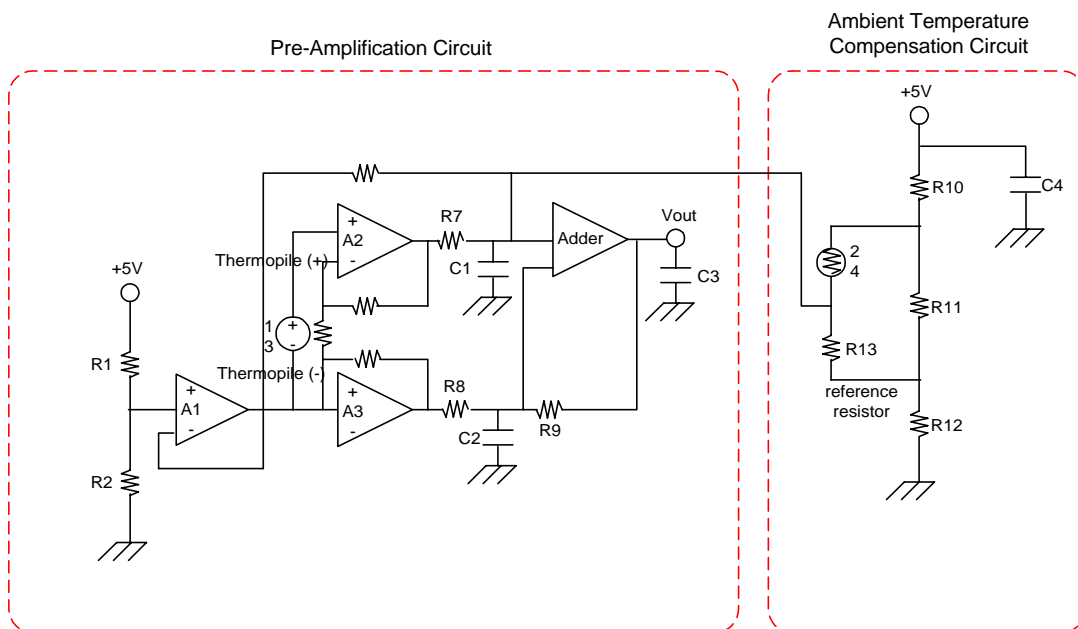 Pre-Amplification Circuit
Ambient Temperature
Compensation Circuit
+5V
R10
C4
R7
+
A2
-
Adder
Vout
2
4
Thermopile (+)
C1
C3
+5V
1
3
+
-
R11
R1
R13
Thermopile (-)
+
A1
-
+
A3
-
R8
reference
resistor
R9
C2
R12
R2